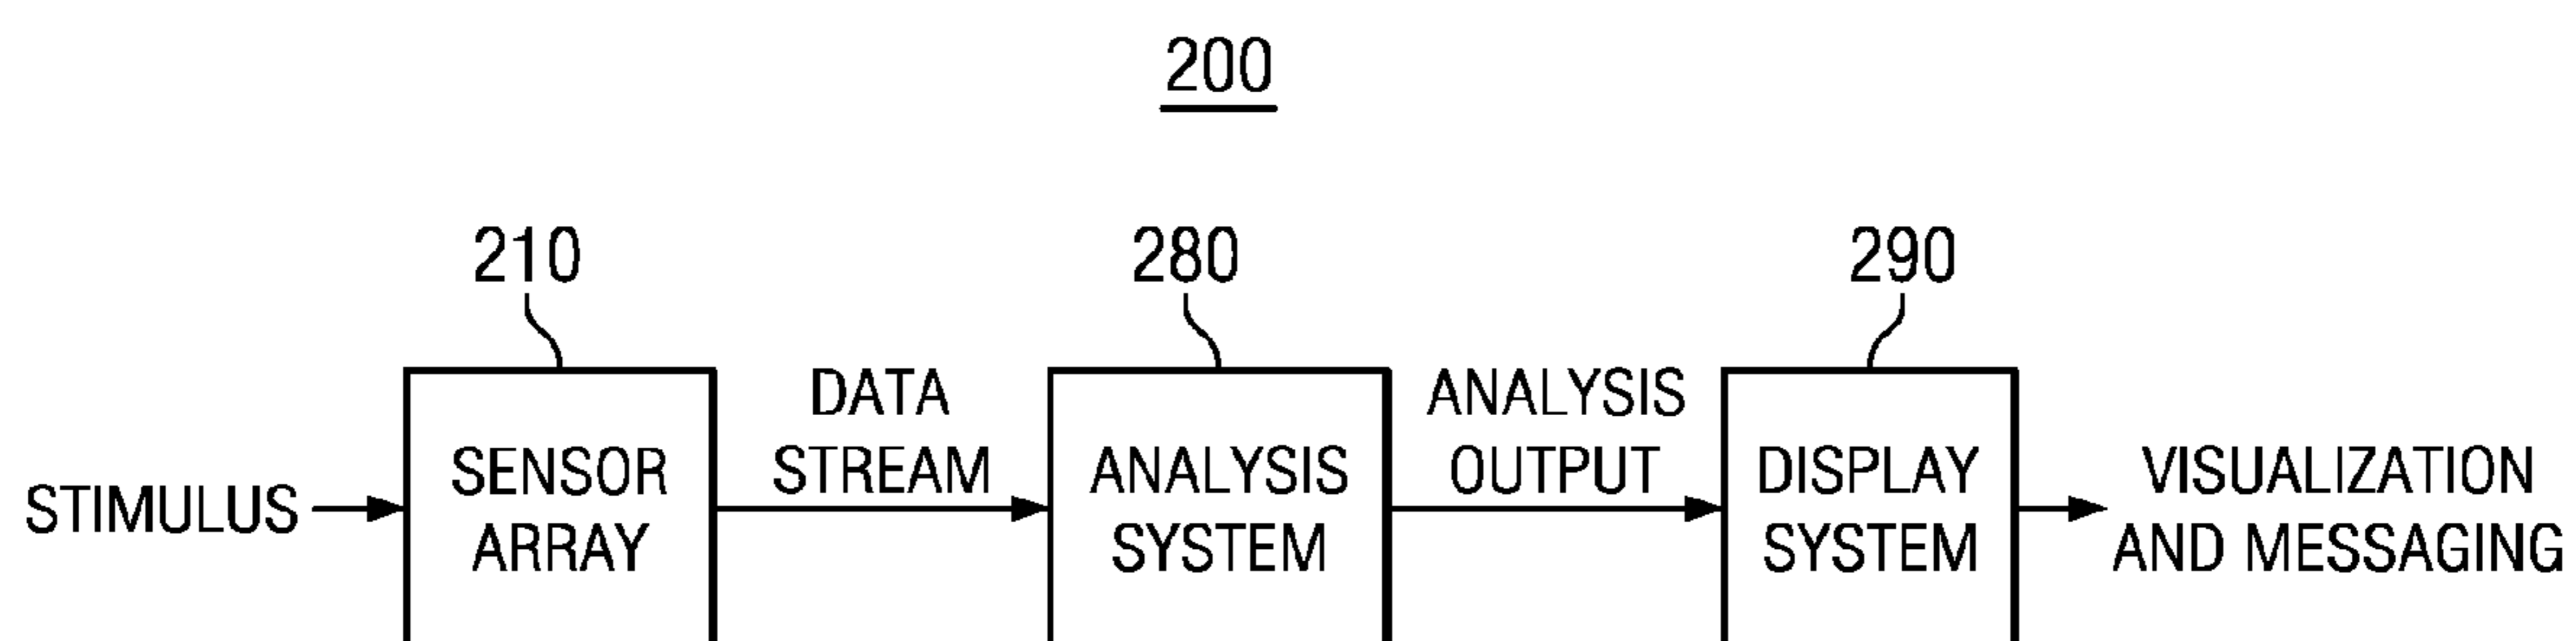 200
210
280
290
STIMULUS
SENSOR
ARRAY
DATA
STREAM
ANALYSIS
SYSTEM
ANALYSIS
OUTPUT
DISPLAY
SYSTEM
VISUALIZATION
AND MESSAGING